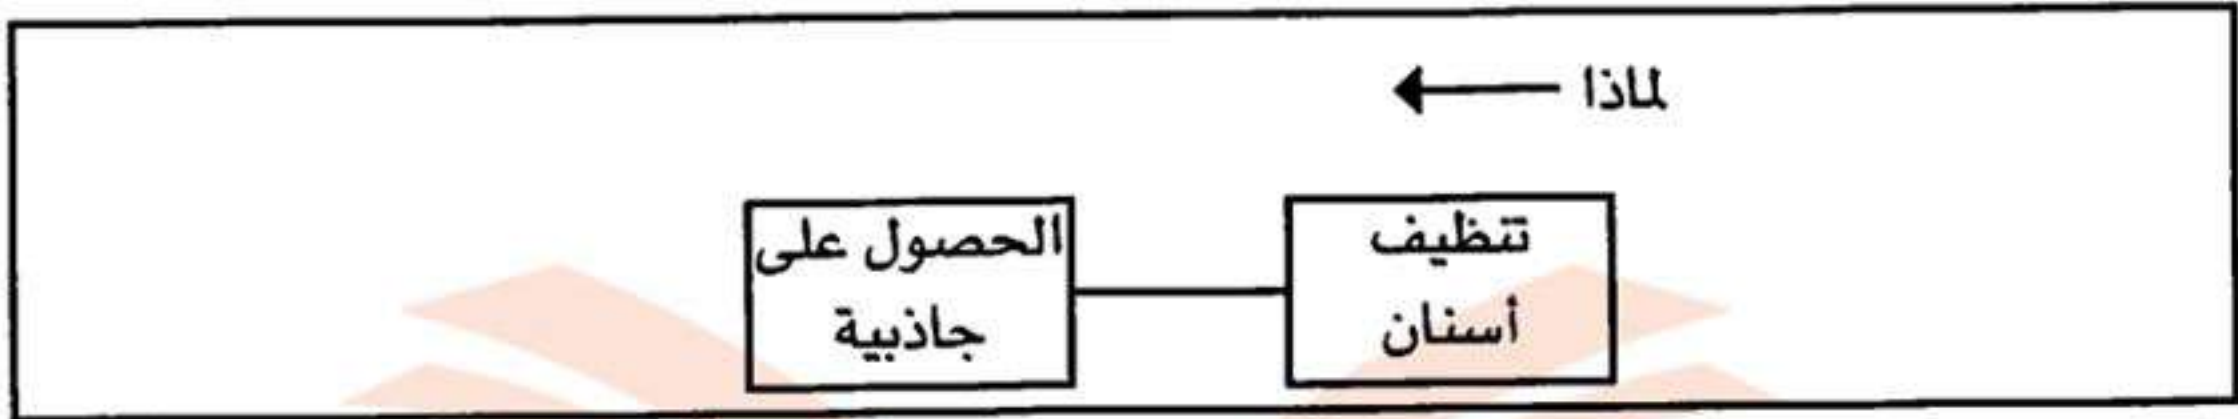 لماذا
تنظيف
أسنان
الحصول على
جاذبية